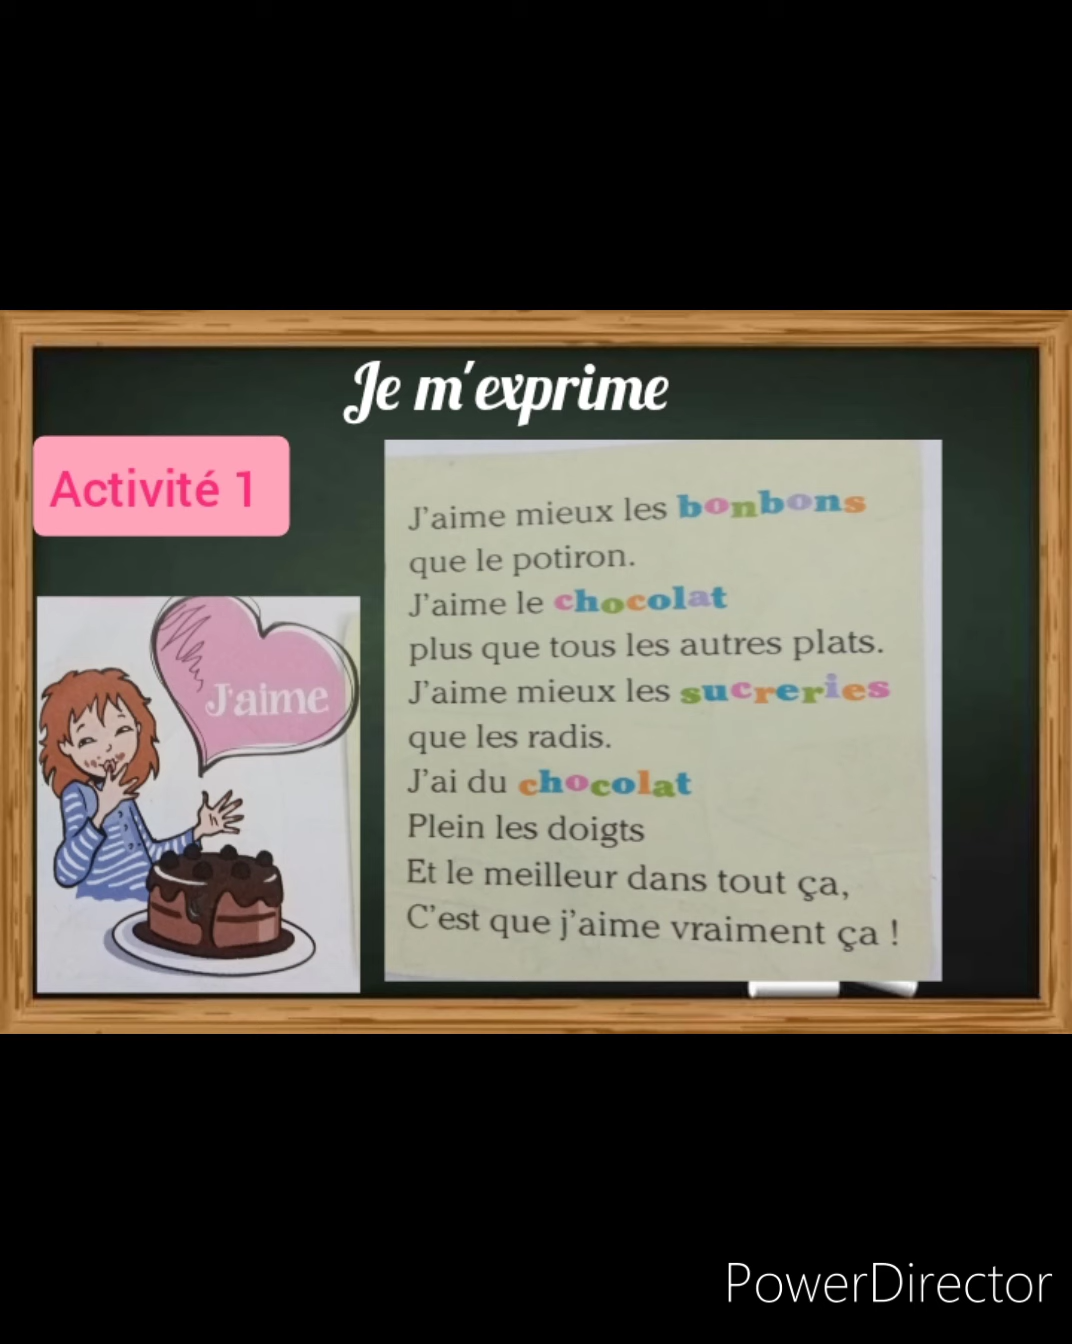 Je m'exprime
Activité 1
J'aime
J'aime mieux les bonbons
que le potiron.
J'aime le chocolat
plus que tous les autres plats.
J'aime mieux les sucreries
que les radis.
J'ai du chocolat
Plein les doigts
Et le meilleur dans tout ça,
C'est que j'aime vraiment ça !
PowerDirector